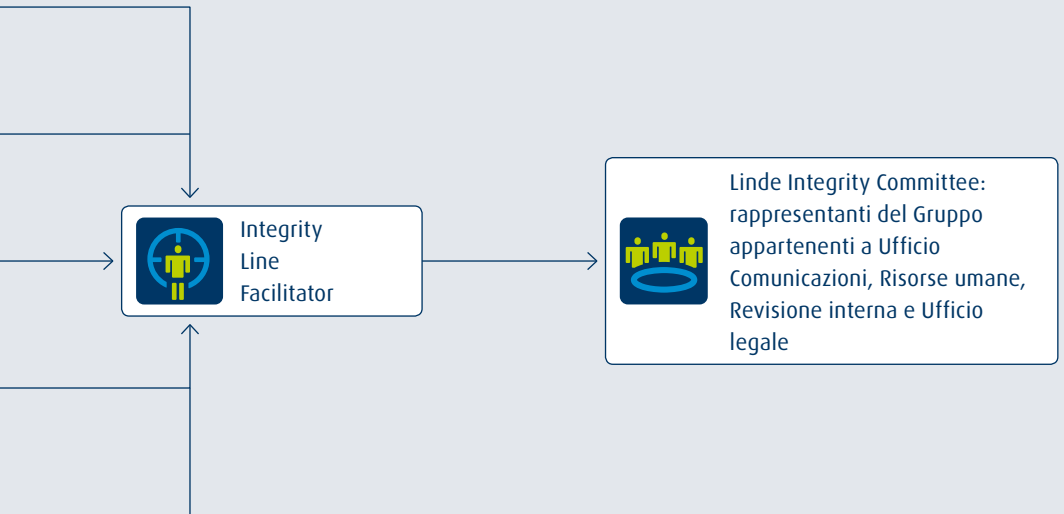 Integrity
Line
Facilitator
Linde Integrity Committee:
rappresentanti del Gruppo
appartenenti a Ufficio
Comunicazioni, Risorse umane,
Revisione interna e Ufficio
legale